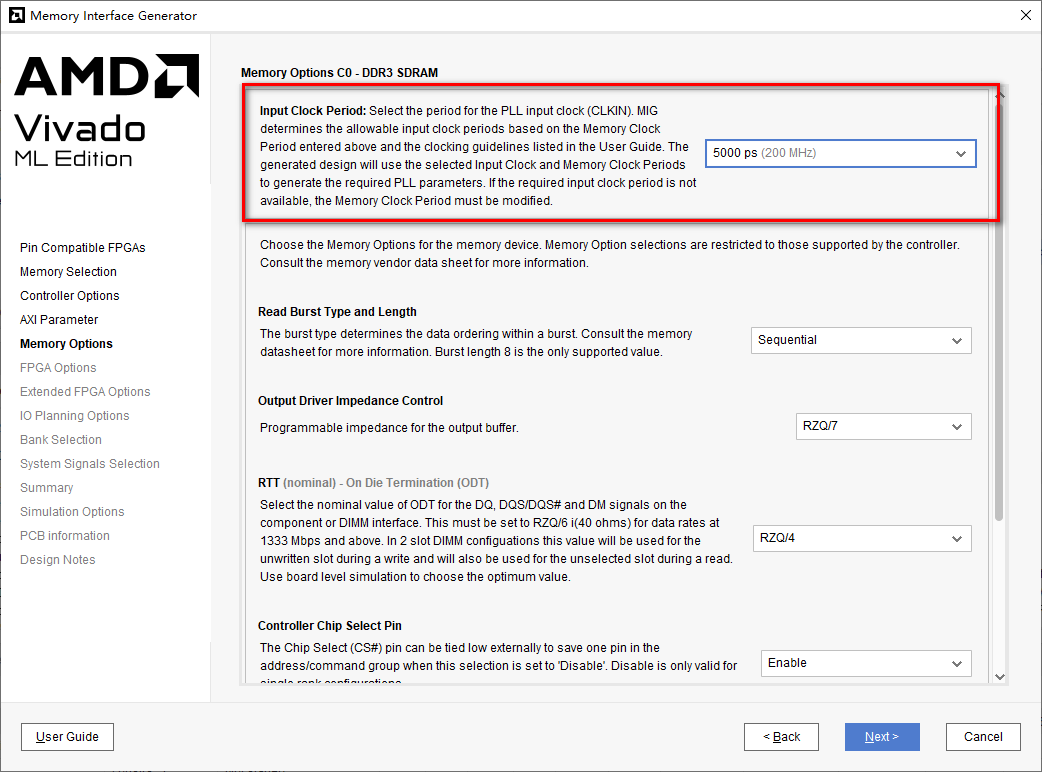 Memory Interface Generator
AMD
Vivado
ML Edition
Pin Compatible FPGAs
Memory Selection
Controller Options
AXI Parameter
Memory Options
FPGA Options
Extended FPGA Options
IO Planning Options
Bank Selection
System Signals Selection
Summary
Simulation Options
PCB information
Design Notes
Memory Options C0 - DDR3 SDRAM
Input Clock Period: Select the period for the PLL input clock (CLKIN). MIG
determines the allowable input clock periods based on the Memory Clock
Period entered above and the clocking guidelines listed in the User Guide. The
generated design will use the selected Input Clock and Memory Clock Periods
to generate the required PLL parameters. If the required input clock period is not
available, the Memory Clock Period must be modified.
5000 ps (200 MHz)
Choose the Memory Options for the memory device. Memory Option selections are restricted to those supported by the controller.
Consult the memory vendor data sheet for more information.
Read Burst Type and Length
The burst type determines the data ordering within a burst. Consult the memory
datasheet for more information. Burst length 8 is the only supported value.
Sequential
Output Driver Impedance Control
Programmable impedance for the output buffer.
RZQ/7
RTT (nominal) - On Die Termination (ODT)
Select the nominal value of ODT for the DQ, DQS/DQS# and DM signals on the
component or DIMM interface. This must be set to RZQ/6 i(40 ohms) for data rates at
1333 Mbps and above. In 2 slot DIMM configuations this value will be used for the
unwritten slot during a write and will also be used for the unselected slot during a read.
Use board level simulation to choose the optimum value.
RZQ/4
Controller Chip Select Pin
The Chip Select (CS#) pin can be tied low externally to save one pin in the
address/command group when this selection is set to 'Disable'. Disable is only valid for
single rank configurations
Enable
User Guide
< Back
Next >
Cancel